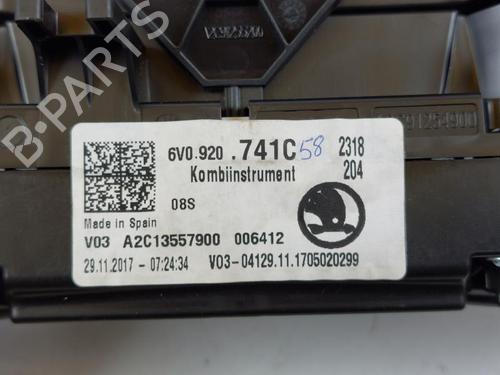 6V0.920 .741C 58 2318
Kombiinstrument 204
08S
Made in Spain
V03 A2C13557900 006412
29.11.2017 - 07:24:34 V03-04129.11.1705020299
B-Parts